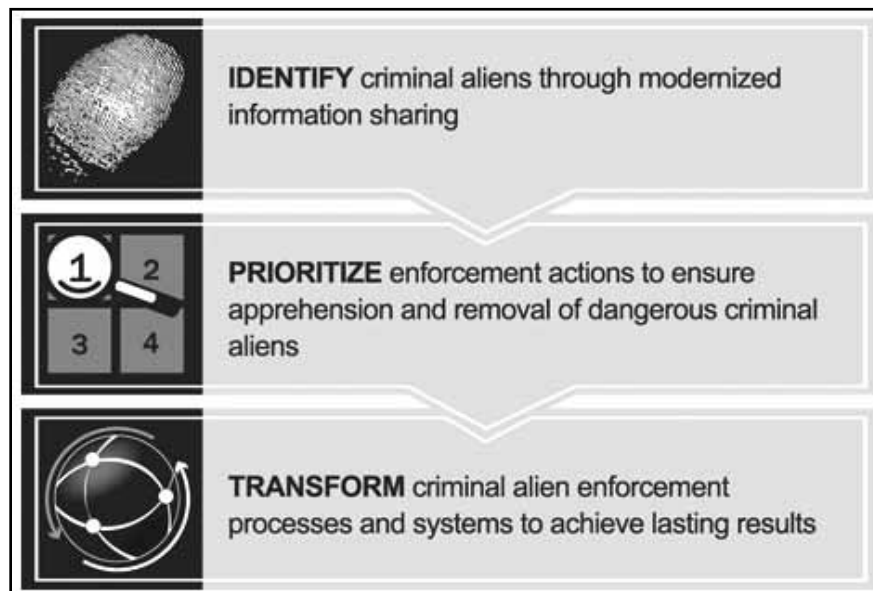 IDENTIFY criminal aliens through modernized
information sharing
1
2
3
4
PRIORITIZE enforcement actions to ensure
apprehension and removal of dangerous criminal
aliens
TRANSFORM criminal alien enforcement
processes and systems to achieve lasting results